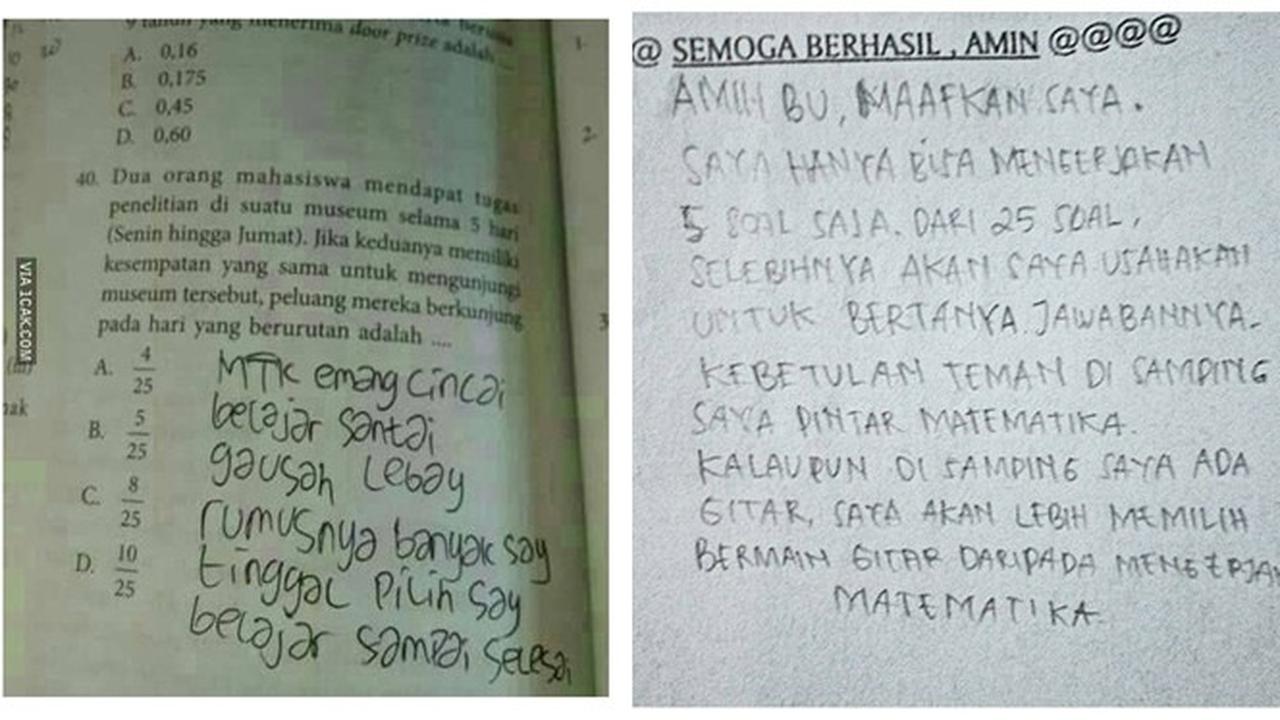 9 tahun yang menerima door prize adalah ....
A. 0,16
B. 0,175
C. 0,45
D. 0,60
40. Dua orang mahasiswa mendapat tugas
penelitian di suatu museum selama 5 hari
(Senin hingga Jumat). Jika keduanya memiliki
kesempatan yang sama untuk mengunjungi
museum tersebut, peluang mereka berkunjung
pada hari yang berurutan adalah ....
A. 4/25
B. 5/25
C. 8/25
D. 10/25
MTK emang cincai
belajar santai
gausah lebay
rumusnya banyak say
tinggal pilih say
belajar sampai selesai
VIA 1CAK.COM
@ SEMOGA BERHASIL , AMIN @@@@
AMIIN BU, MAAFKAN SAYA.
SAYA HANYA BISA MENGERJAKAN
5 SOAL SAJA. DARI 25 SOAL,
SELEBIHNYA AKAN SAYA USAHAKAN
UNTUK BERTANYA JAWABANNYA.
KEBETULAN TEMAN DI SAMPING
SAYA PINTAR MATEMATIKA.
KALAUPUN DI SAMPING SAYA ADA
GITAR, SAYA AKAN LEBIH MEMILIH
BERMAIN GITAR DARIPADA MENGERJAK
MATEMATIKA